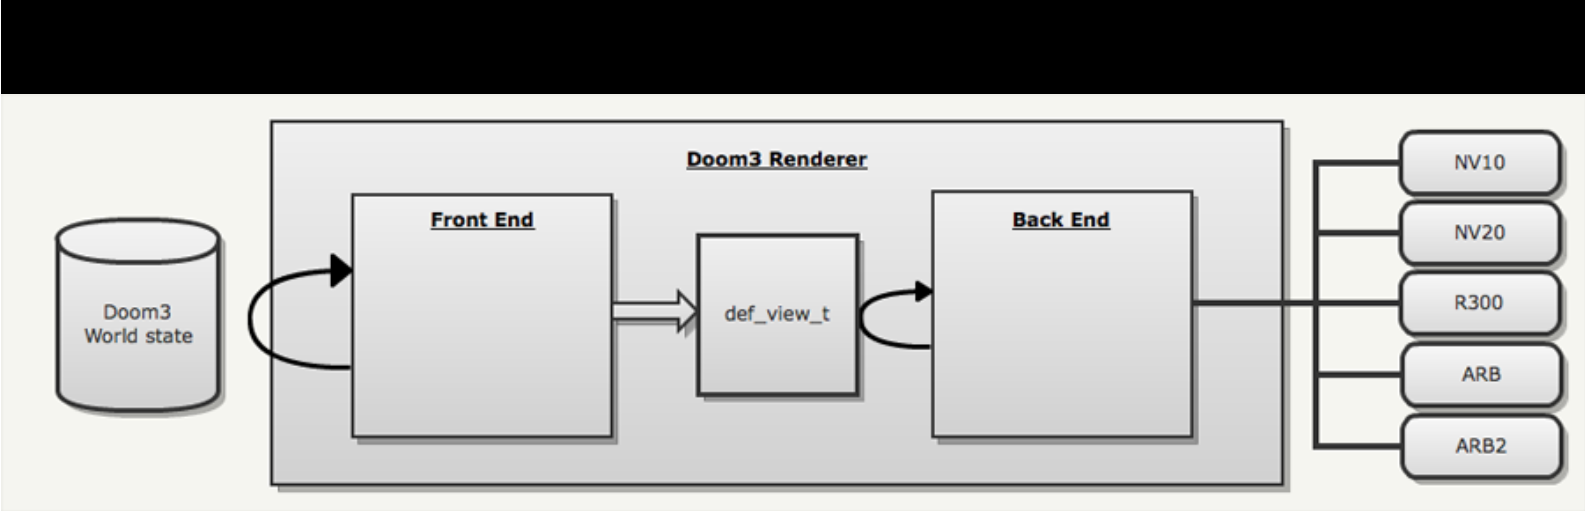 Doom3 Renderer
Front End
Back End
Doom3
World state
def_view_t
NV10
NV20
R300
ARB
ARB2